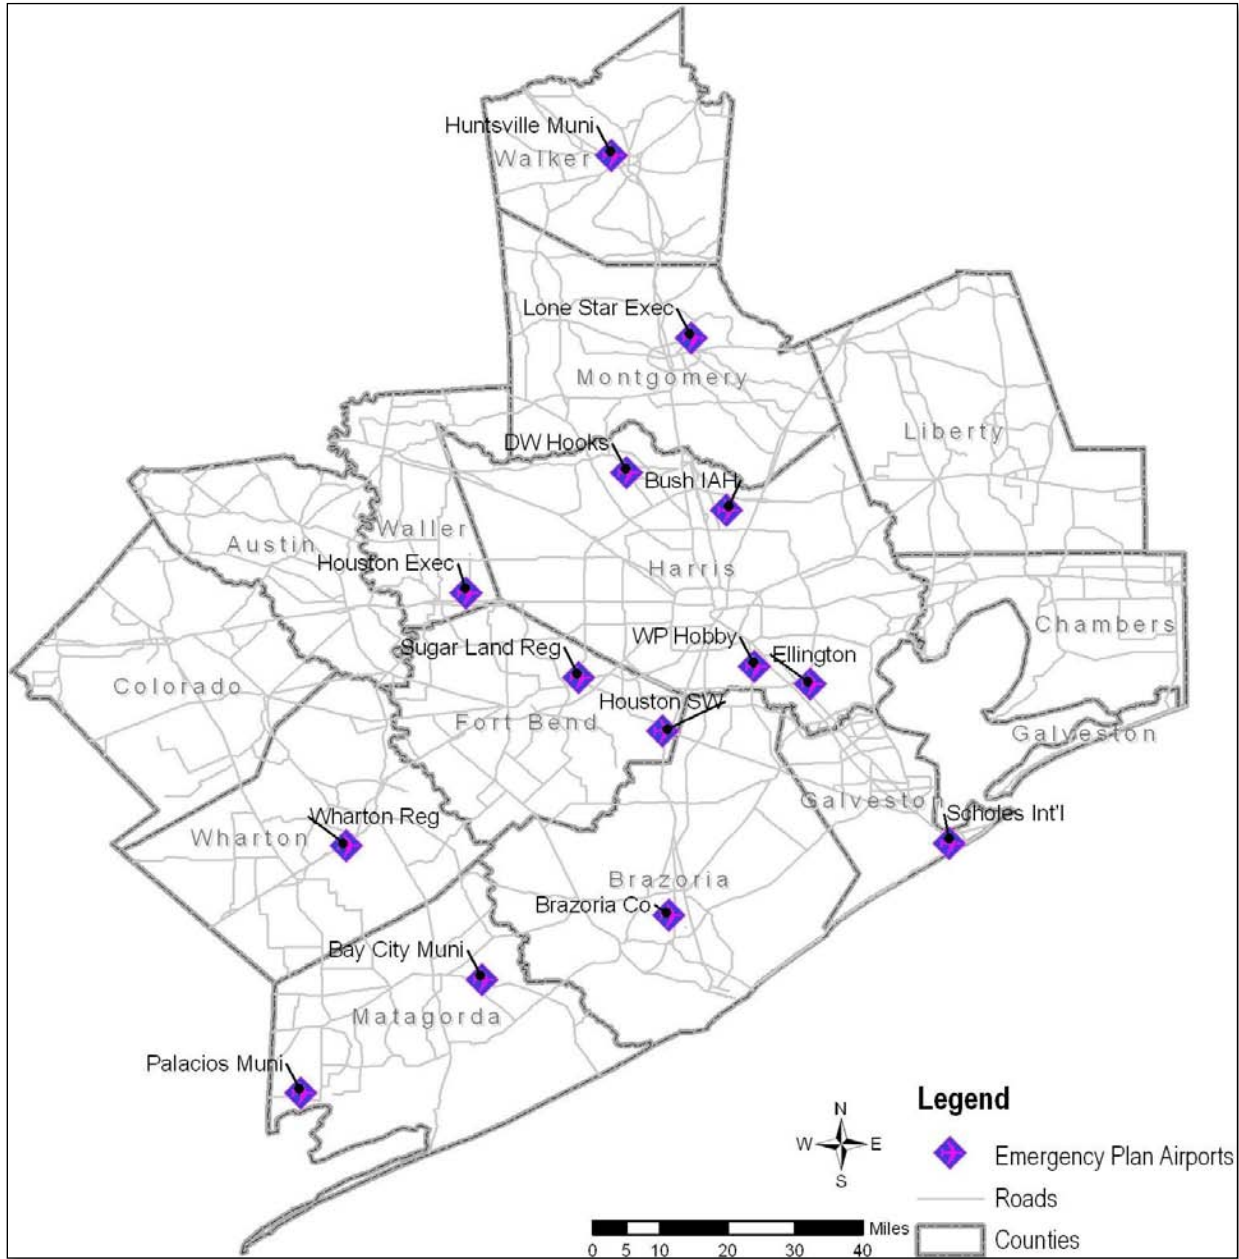 Huntsville Muni
Walker
Lone Star Exec
Montgomery
Liberty
DW Hooks
Bush IAH
Waller
Austin
Houston Exec
Harris
Chambers
WP Hobby
Sugar Land Reg
Ellington
Colorado
Houston SW
Fort Bend
Galveston
Galveston
Scholes Int'l
Wharton Reg
Wharton
Brazoria
Brazoria Co
Bay City Muni
Matagorda
Palacios Muni
Legend
N
W E
S
Emergency Plan Airports
Roads
Counties
Miles
0 5 10 20 30 40